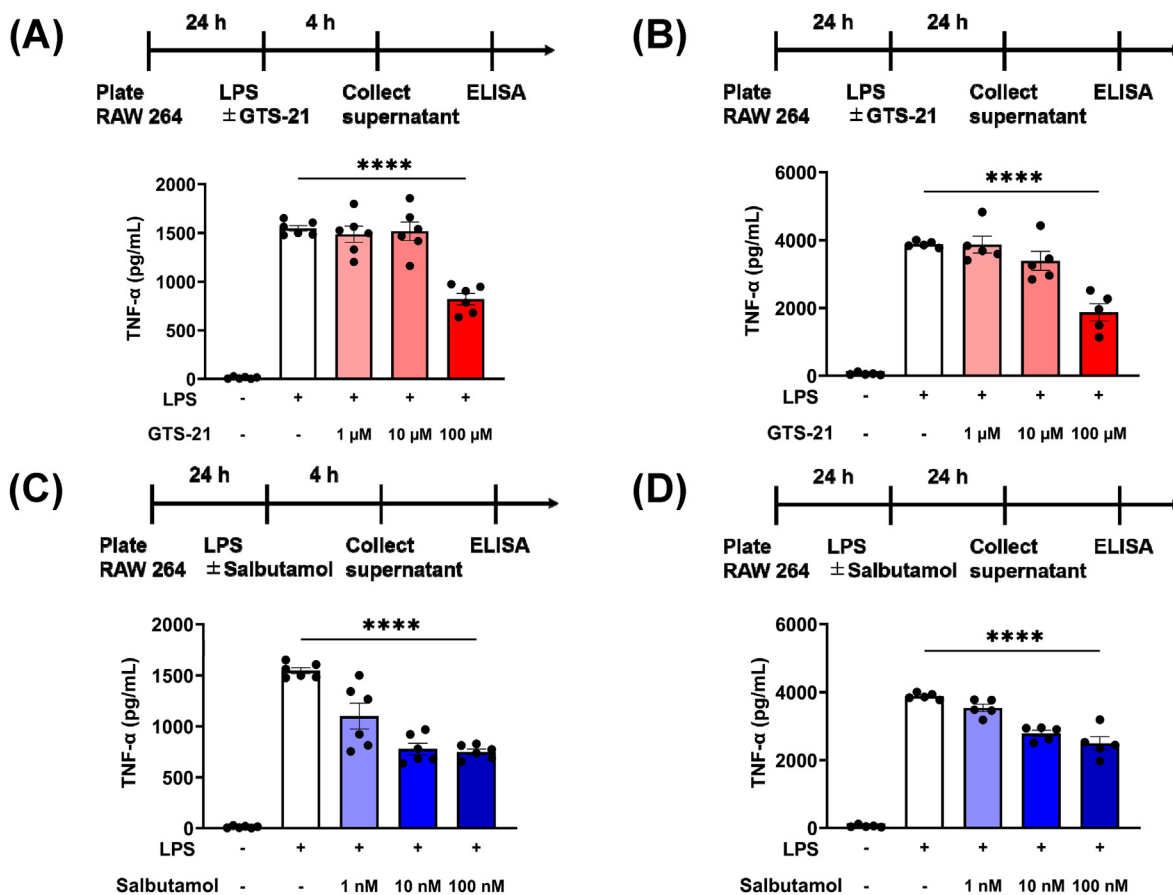 (A)
24 h 4 h
Plate LPS Collect ELISA
RAW 264 ±GTS-21 supernatant
****
TNF-α (pg/mL)
2000
1500
1000
500
0
LPS - + + + +
GTS-21 - - 1 µM 10 µM 100 µM
(B)
24 h 24 h
Plate LPS Collect ELISA
RAW 264 ±GTS-21 supernatant
****
TNF-α (pg/mL)
6000
4000
2000
0
LPS - + + + +
GTS-21 - - 1 µM 10 µM 100 µM
(C)
24 h 4 h
Plate LPS Collect ELISA
RAW 264 ±Salbutamol supernatant
****
TNF-α (pg/mL)
2000
1500
1000
500
0
LPS - + + + +
Salbutamol - - 1 nM 10 nM 100 nM
(D)
24 h 24 h
Plate LPS Collect ELISA
RAW 264 ±Salbutamol supernatant
****
TNF-α (pg/mL)
6000
4000
2000
0
LPS - + + + +
Salbutamol - - 1 nM 10 nM 100 nM